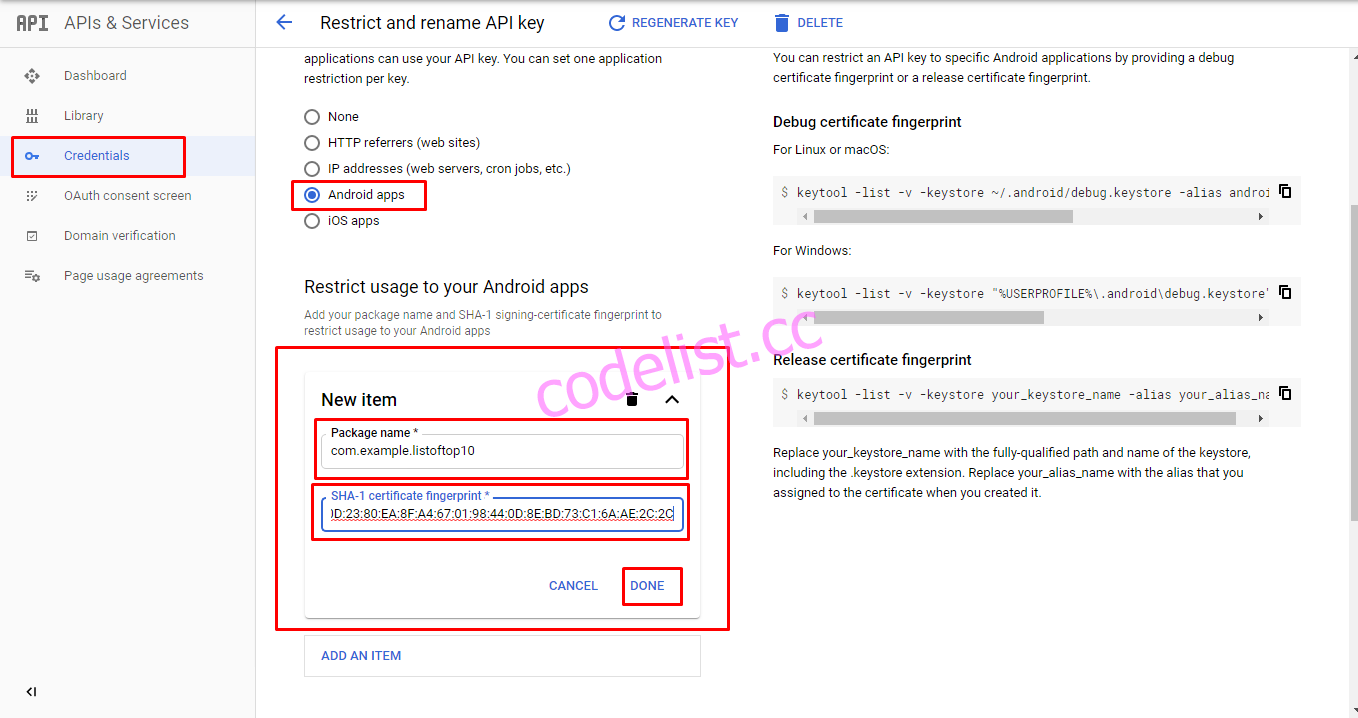 API APIs & Services
Dashboard
Library
Credentials
OAuth consent screen
Domain verification
Page usage agreements
Restrict and rename API key
REGENERATE KEY
DELETE
applications can use your API key. You can set one application
restriction per key.
None
HTTP referrers (web sites)
IP addresses (web servers, cron jobs, etc.)
Android apps
iOS apps
Restrict usage to your Android apps
Add your package name and SHA-1 signing-certificate fingerprint to
restrict usage to your Android apps
New item
Package name *
com.example.listoftop10
SHA-1 certificate fingerprint *
D:23:80:EA:8F:A4:67:01:98:44:0D:8E:BD:73:C1:6A:AE:2C:2C
CANCEL
DONE
ADD AN ITEM
You can restrict an API key to specific Android applications by providing a debug
certificate fingerprint or a release certificate fingerprint.
Debug certificate fingerprint
For Linux or macOS:
$ keytool -list -v -keystore ~/.android/debug.keystore -alias androi
For Windows:
$ keytool -list -v -keystore "%USERPROFILE%\.android\debug.keystore"
Release certificate fingerprint
$ keytool -list -v -keystore your_keystore_name -alias your_alias_na
Replace your_keystore_name with the fully-qualified path and name of the keystore,
including the .keystore extension. Replace your_alias_name with the alias that you
assigned to the certificate when you created it.
codelist.cc